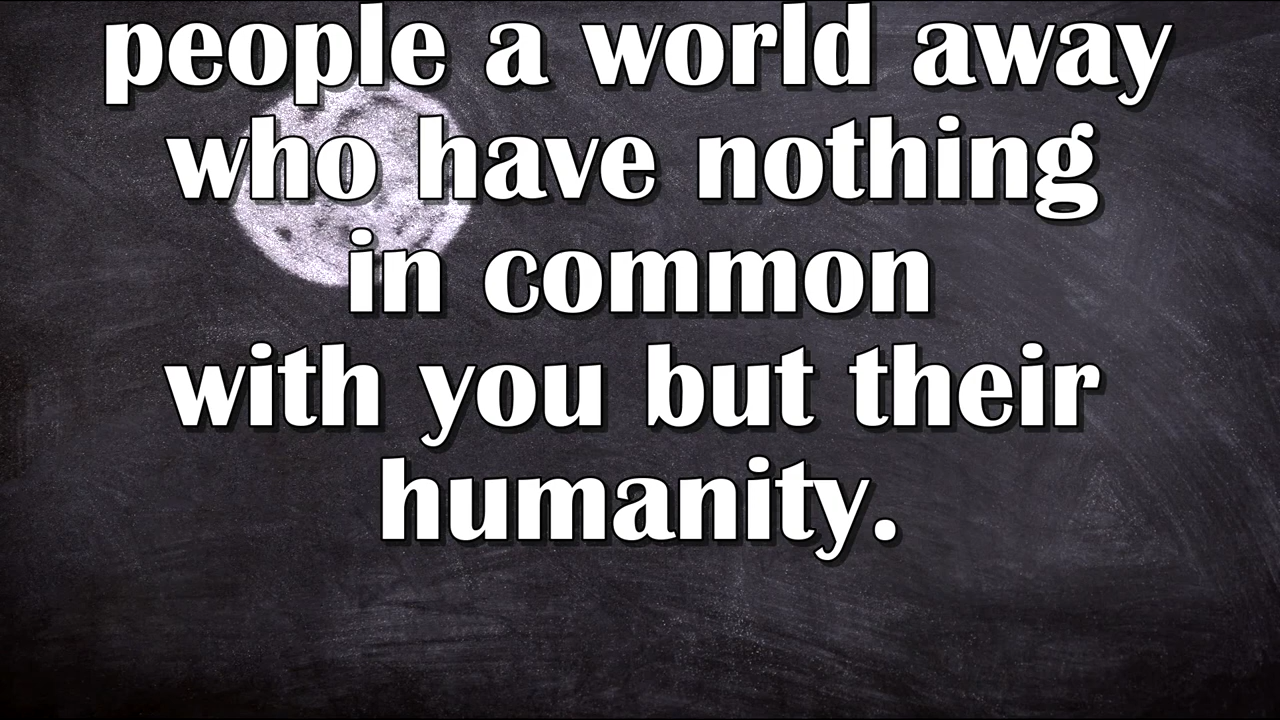 people a world away
who have nothing
in common
with you but their
humanity.